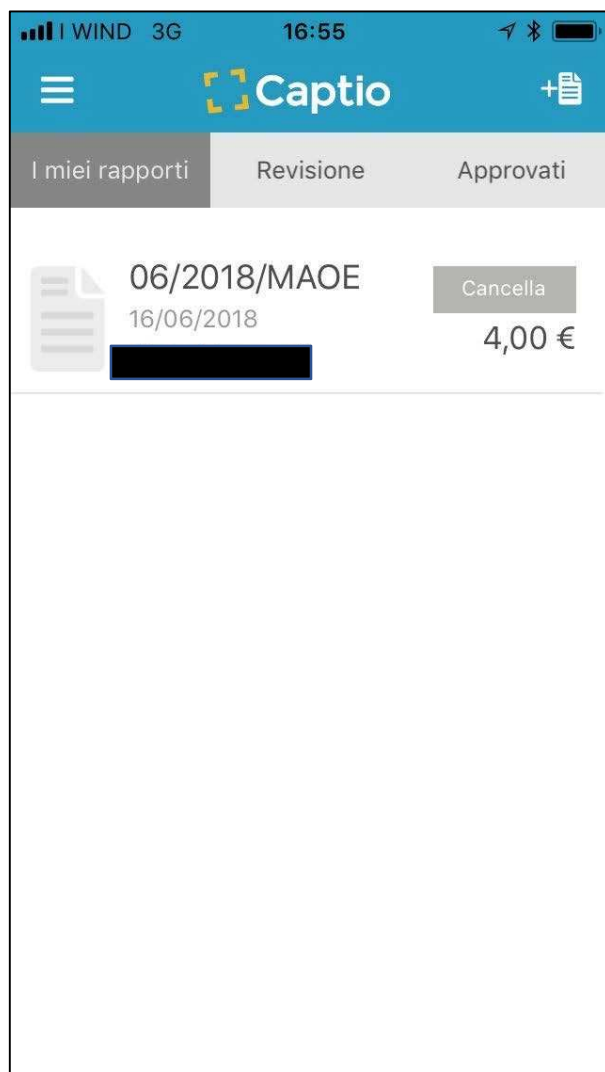 I WIND 3G 16:55
Captio
I miei rapporti Revisione Approvati
06/2018/MAOE Cancella
16/06/2018
4,00 €